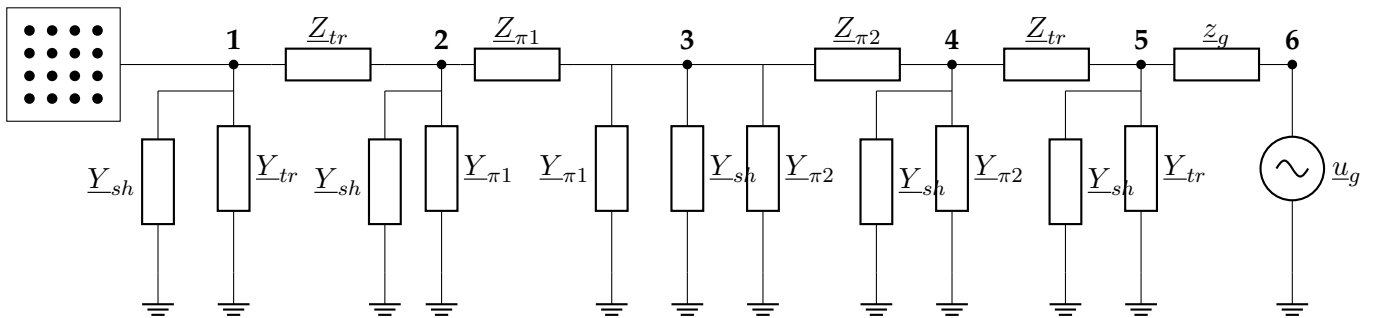 1 Z_tr 2 Z_π1 3 Z_π2 4 Z_tr 5 z_g 6
Y_sh Y_tr Y_sh Y_π1 Y_π1 Y_sh Y_π2 Y_sh Y_π2 Y_sh Y_tr u_g